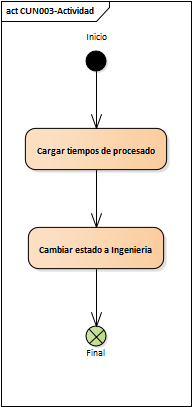 act CUN003-Actividad
Inicio
Cargar tiempos de procesado
Cambiar estado a Ingenieria
Final